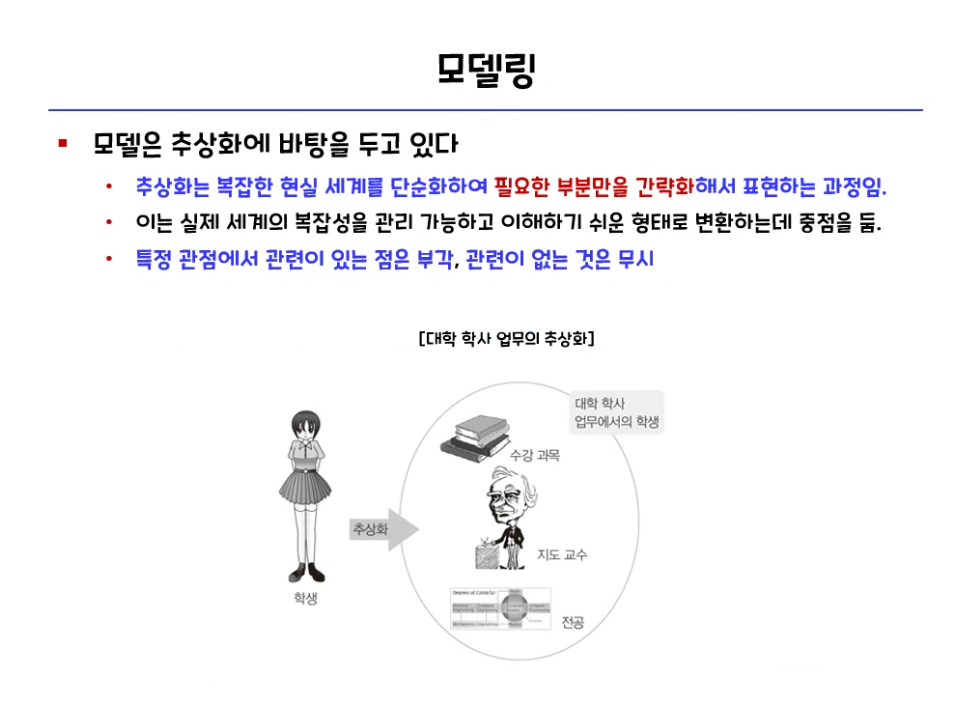 모델링
모델은 추상화에 바탕을 두고 있다
추상화는 복잡한 현실 세계를 단순화하여 필요한 부분만을 간략화해서 표현하는 과정임.
이는 실제 세계의 복잡성을 관리 가능하고 이해하기 쉬운 형태로 변환하는데 중점을 둠.
특정 관점에서 관련이 있는 점은 부각, 관련이 없는 것은 무시
[대학 학사 업무의 추상화]
대학 학사
업무에서의 학생
수강 과목
추상화
지도 교수
학생
Degrees of Comp Sci
전공